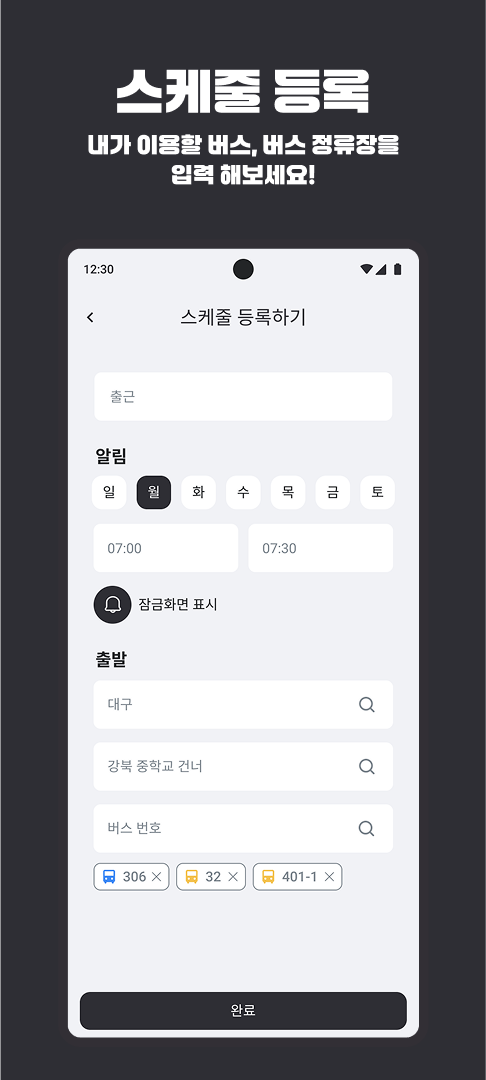 스케줄 등록
내가 이용할 버스, 버스 정류장을
입력 해보세요!
12:30
스케줄 등록하기
출근
알림
일 월 화 수 목 금 토
07:00 07:30
잠금화면 표시
출발
대구
강북 중학교 건너
버스 번호
306 32 401-1
완료